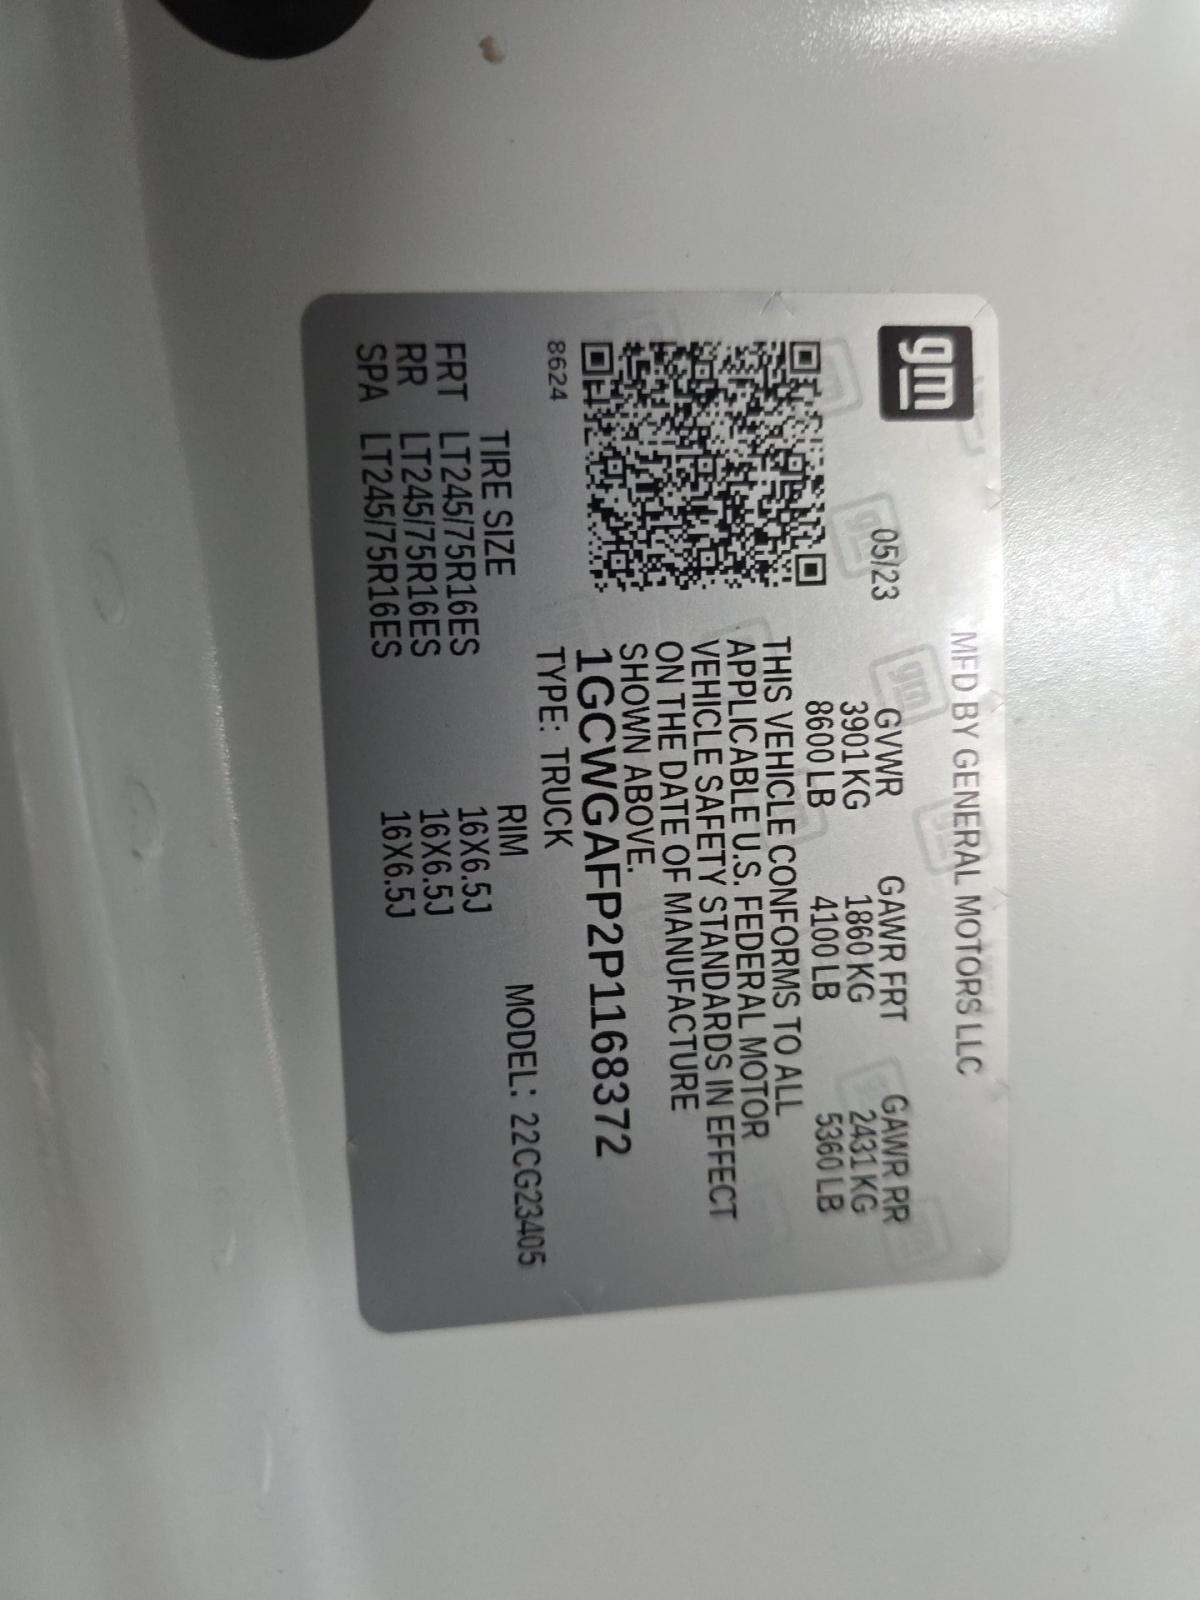 gm
MFD BY GENERAL MOTORS LLC
05/23
GVWR GAWR FRT GAWR RR
3901 KG 1860 KG 2431 KG
8600 LB 4100 LB 5360 LB
THIS VEHICLE CONFORMS TO ALL
APPLICABLE U.S. FEDERAL MOTOR
VEHICLE SAFETY STANDARDS IN EFFECT
ON THE DATE OF MANUFACTURE
SHOWN ABOVE.
1GCWGAFP2P1168372
8624 TYPE: TRUCK
MODEL: 22CG23405
TIRE SIZE RIM
FRT LT245/75R16ES 16X6.5J
RR LT245/75R16ES 16X6.5J
SPA LT245/75R16ES 16X6.5J